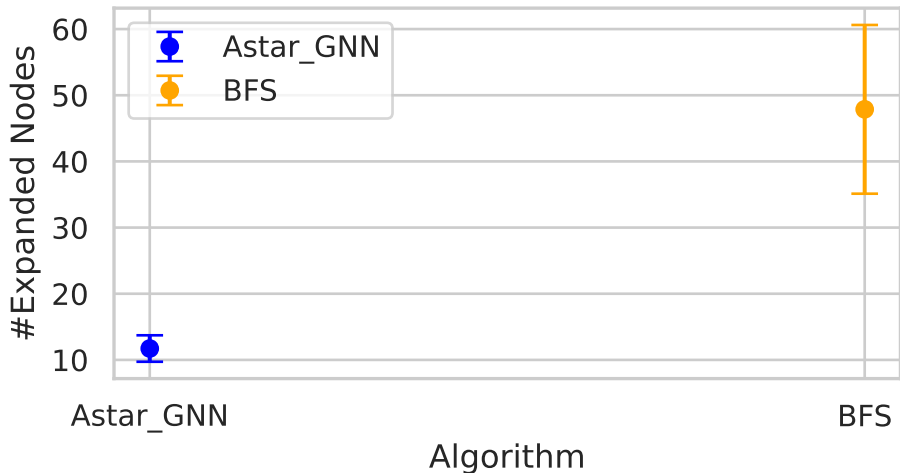 #Expanded Nodes
60
50
40
30
20
10
Astar_GNN
BFS
Astar_GNN
BFS
Algorithm